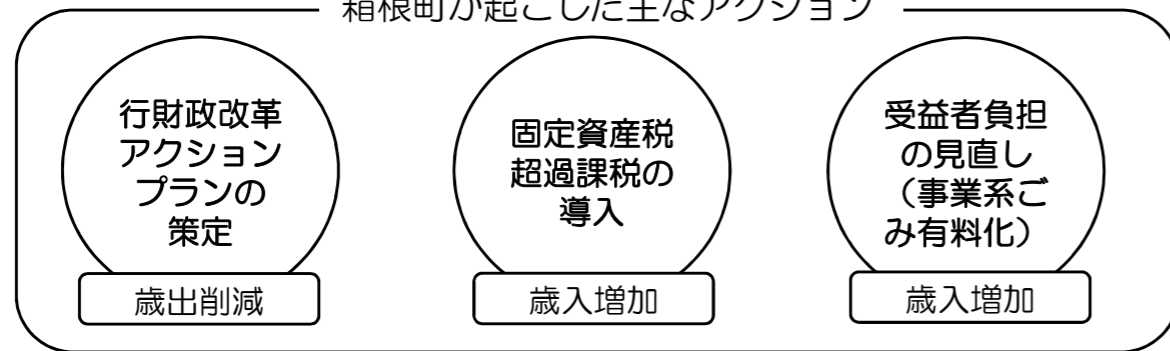 箱根町が起こした主なアクション
行財政改革
アクション
プランの
策定
歳出削減
固定資産税
超過課税の
導入
歳入増加
受益者負担
の見直し
（事業系ご
み有料化）
歳入増加